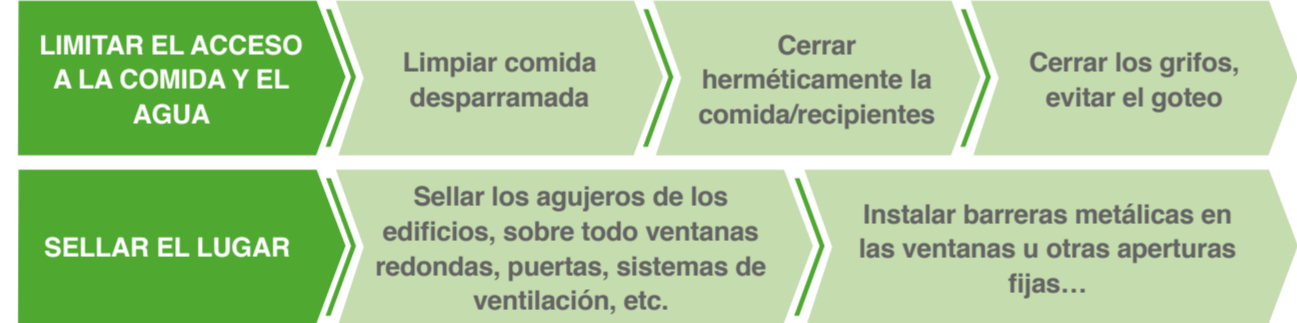 LIMITAR EL ACCESO
A LA COMIDA Y EL
AGUA
Limpiar comida
desparramada
Cerrar
herméticamente la
comida/recipientes
Cerrar los grifos,
evitar el goteo
SELLAR EL LUGAR
Sellar los agujeros de los
edificios, sobre todo ventanas
redondas, puertas, sistemas de
ventilación, etc.
Instalar barreras metálicas en
las ventanas u otras aperturas
fijas…